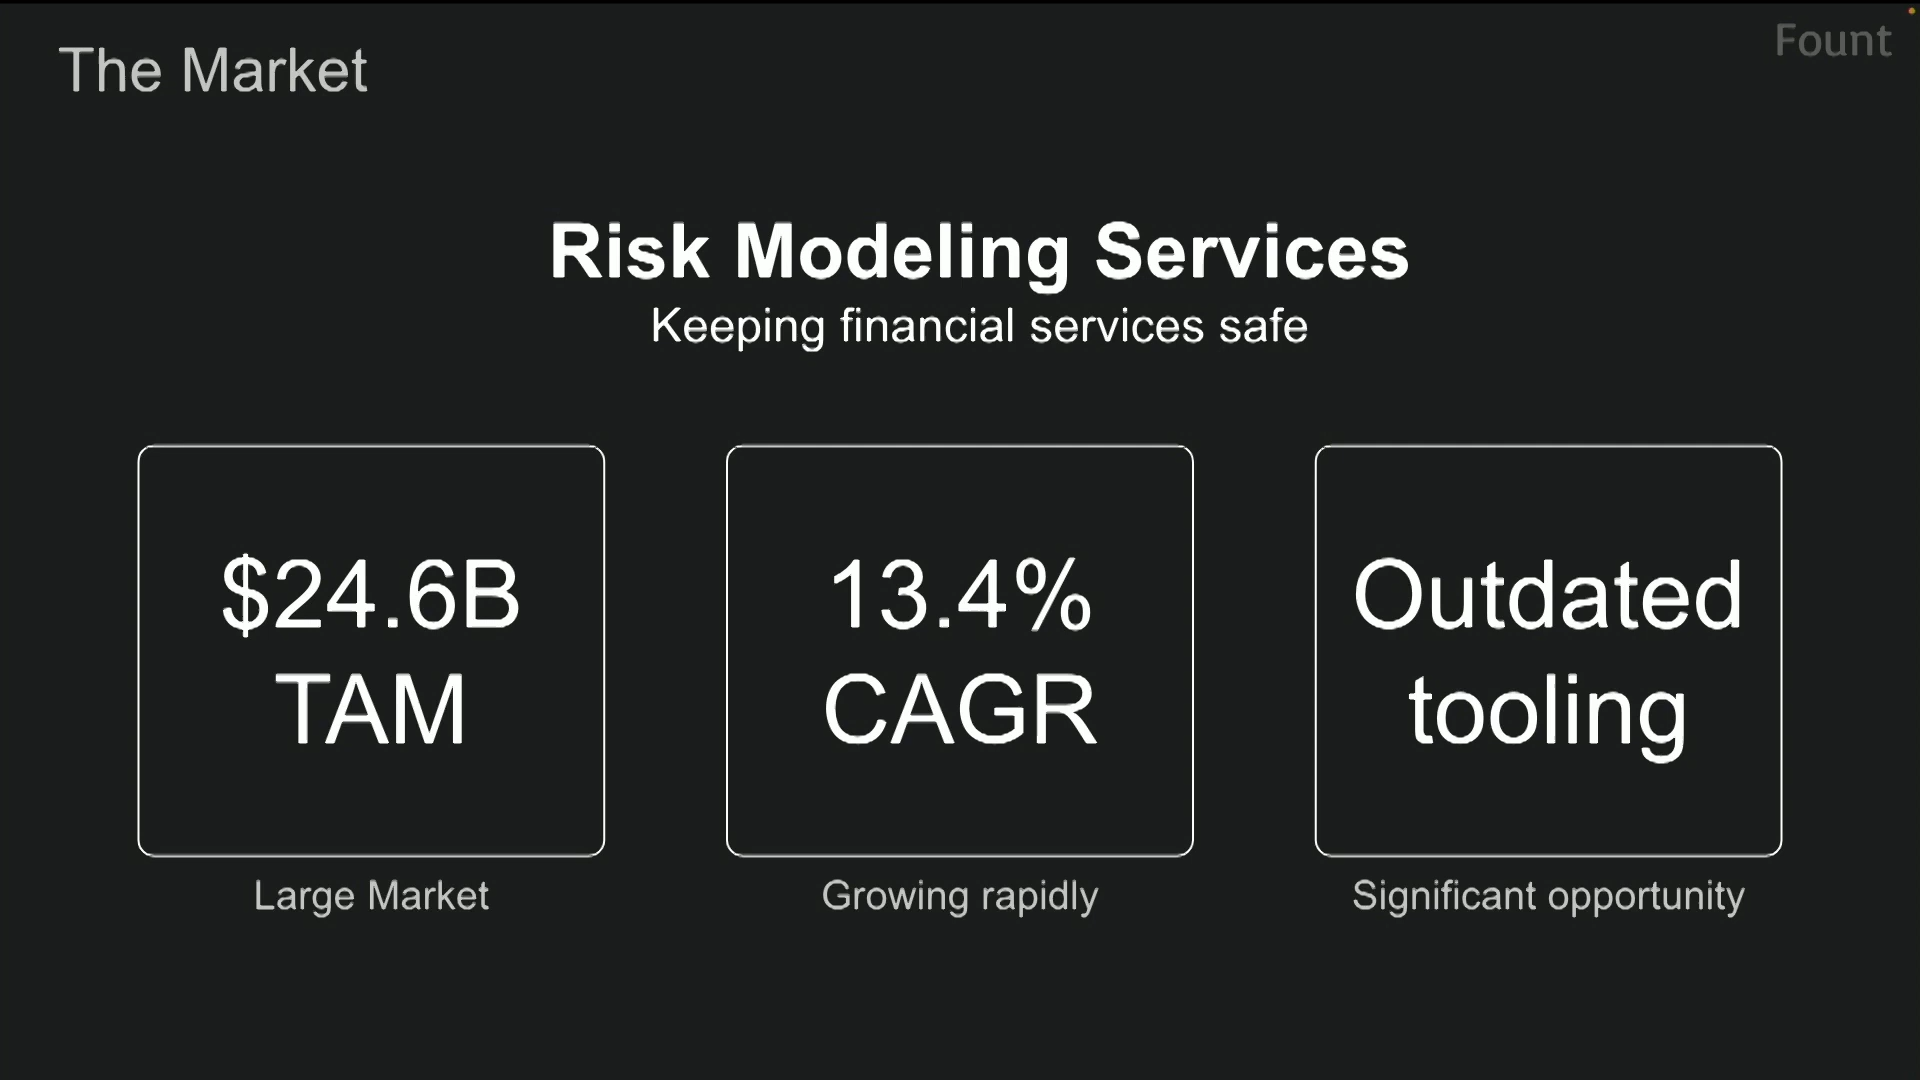 The Market
Fount
Risk Modeling Services
Keeping financial services safe
$24.6B
TAM
Large Market
13.4%
CAGR
Growing rapidly
Outdated
tooling
Significant opportunity